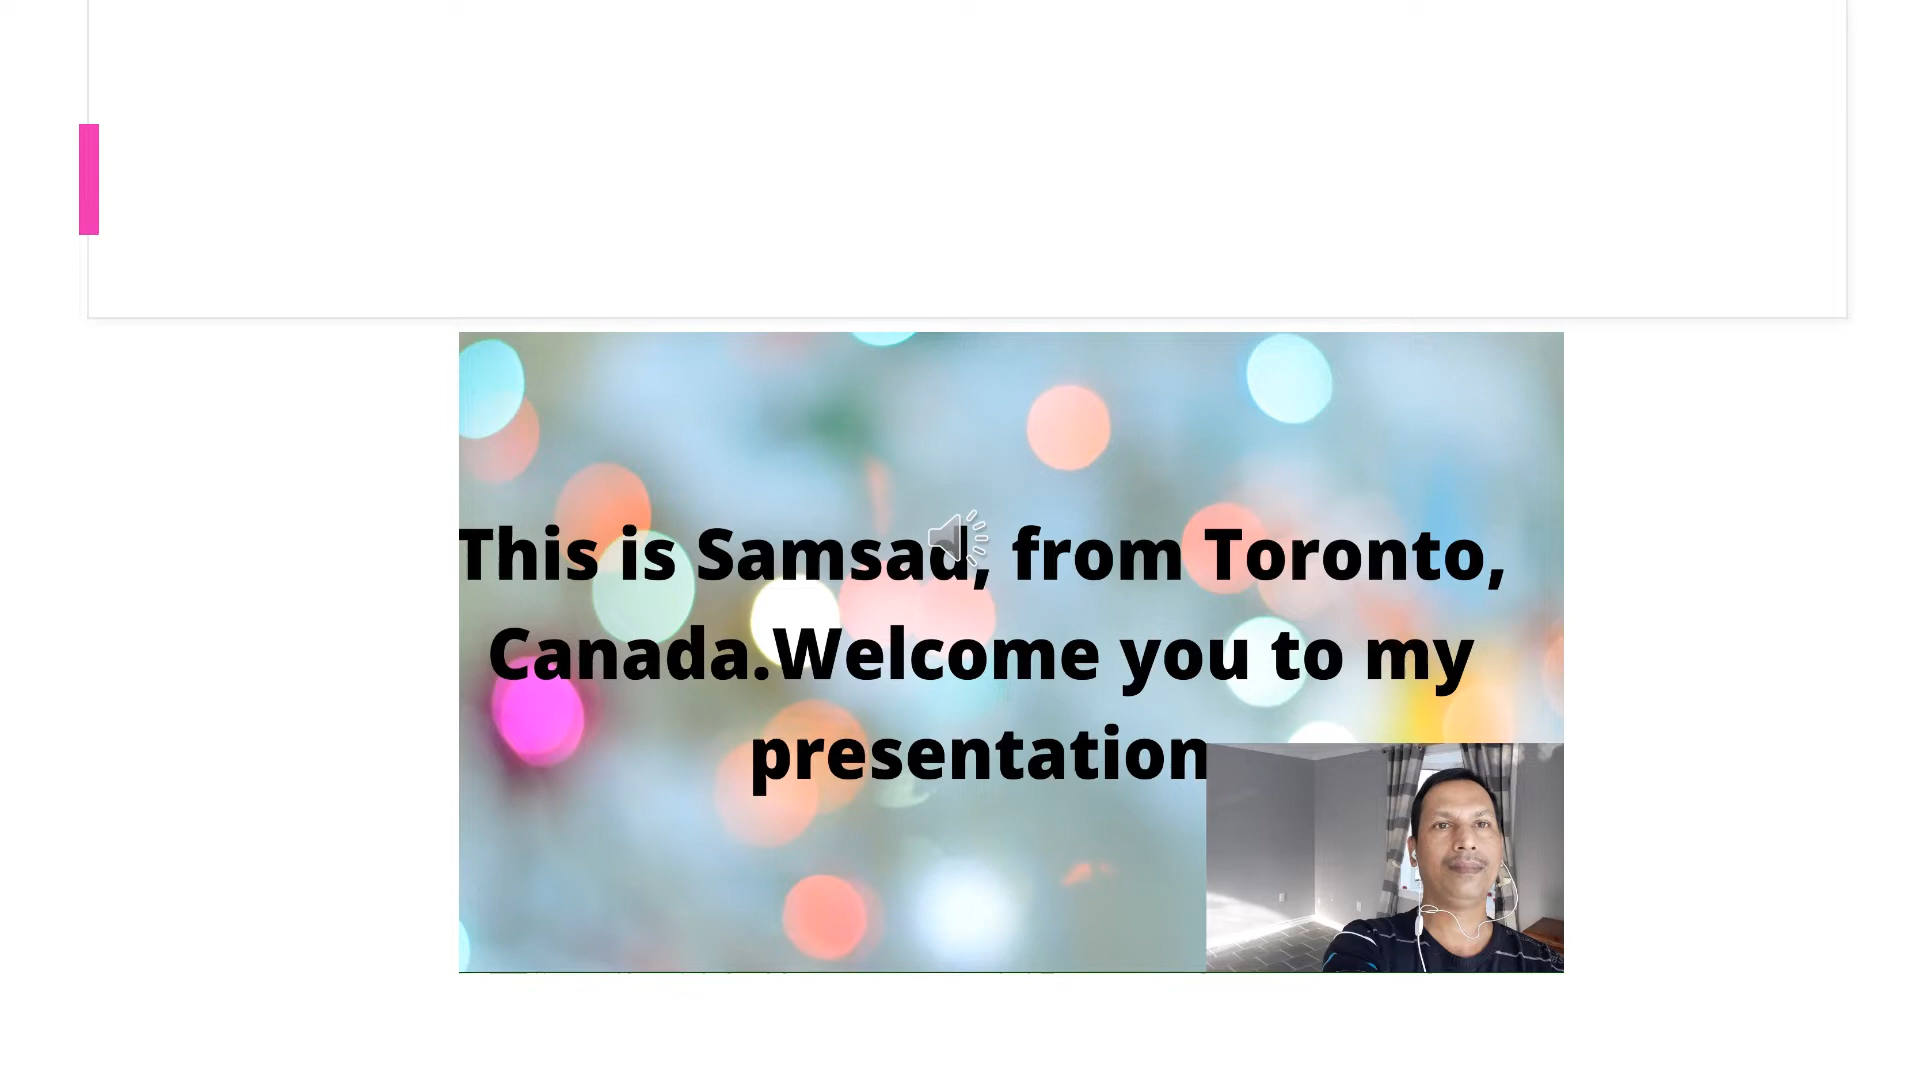 This is Samsad, from Toronto,
Canada.Welcome you to my
presentation